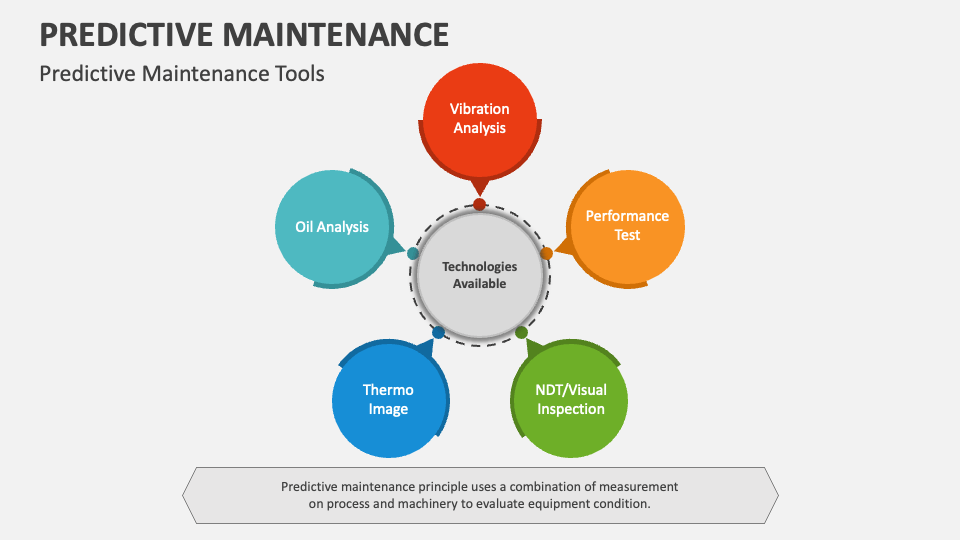 PREDICTIVE MAINTENANCE
Predictive Maintenance Tools
Vibration
Analysis
Oil Analysis
Performance
Test
Technologies
Available
Thermo
Image
NDT/Visual
Inspection
Predictive maintenance principle uses a combination of measurement
on process and machinery to evaluate equipment condition.